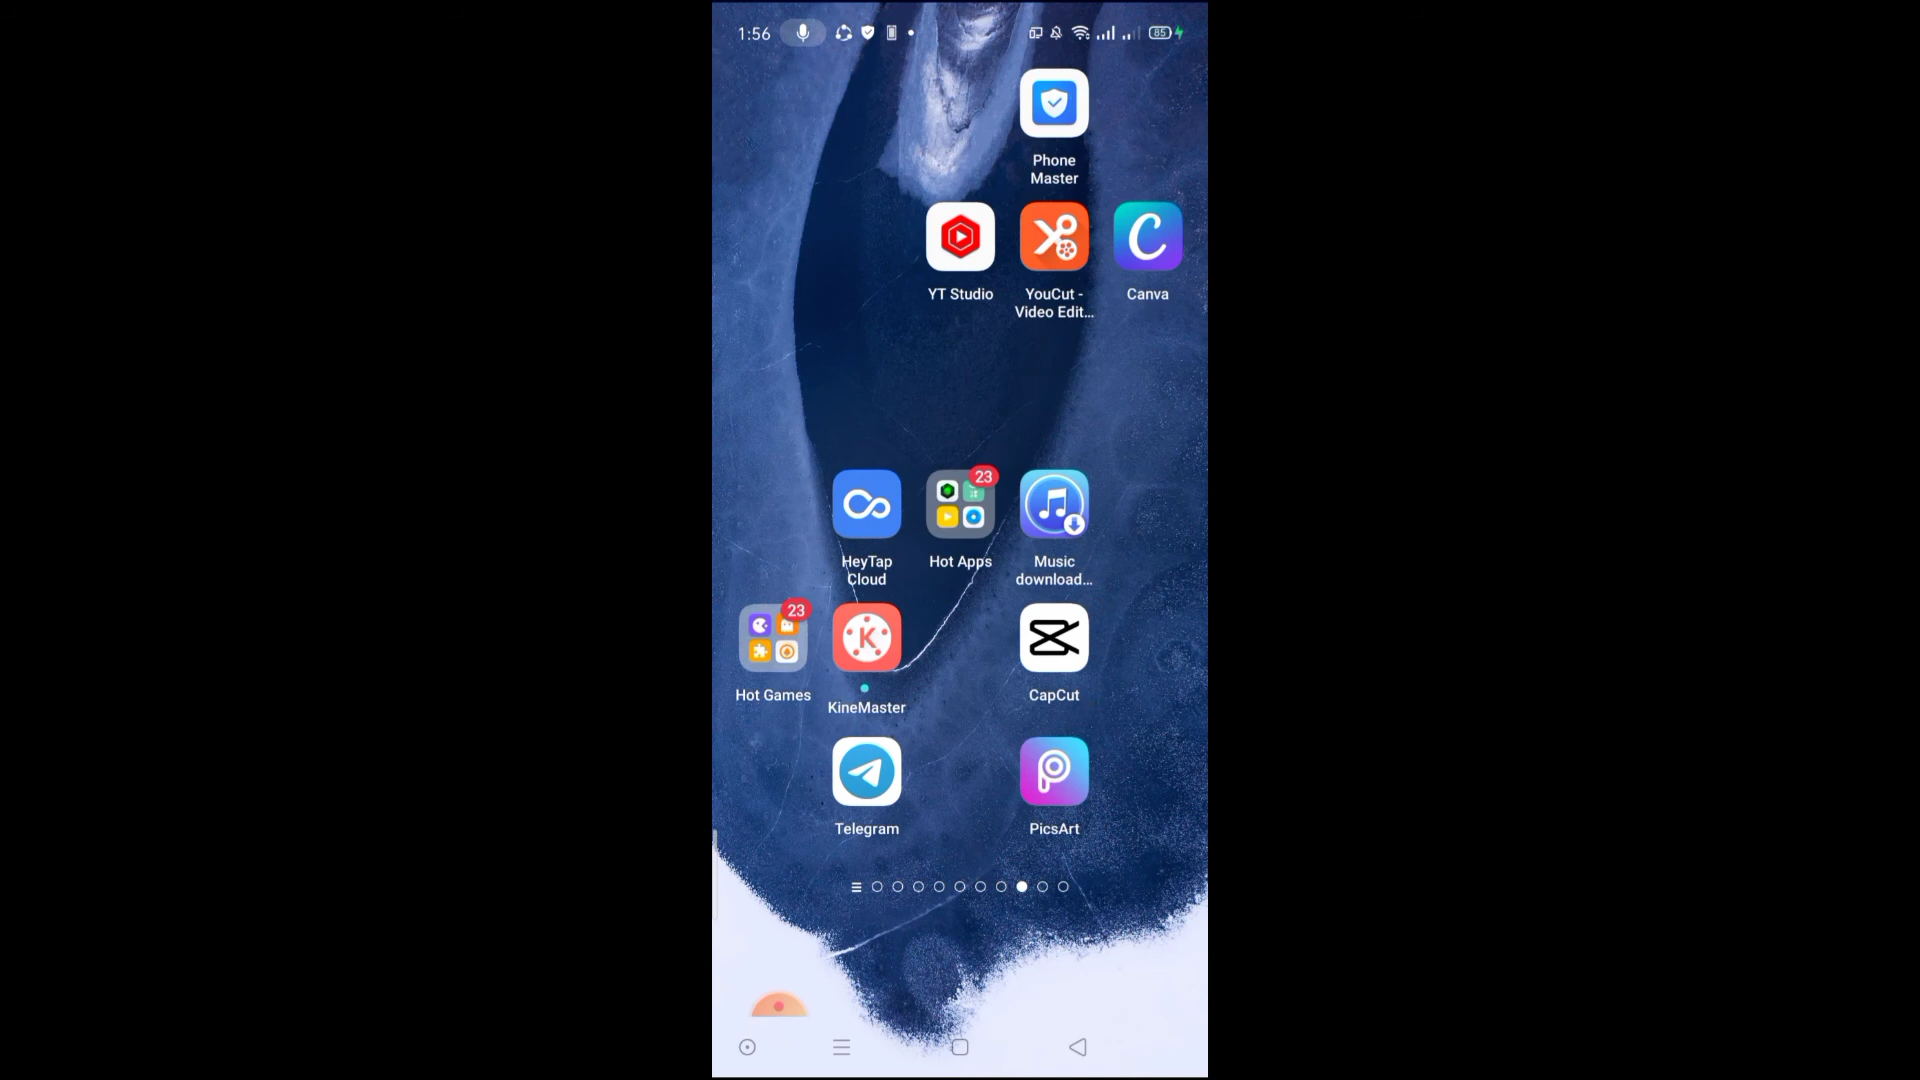 1:56
85
Phone
Master
YT Studio
YouCut -
Video Edit...
Canva
23
HeyTap
Cloud
Hot Apps
Music
download...
23
Hot Games
K
KineMaster
CapCut
Telegram
PicsArt